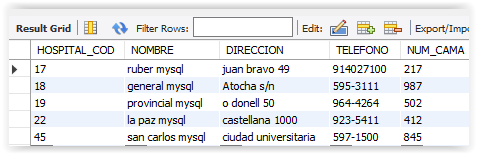 Result Grid Filter Rows: Edit: Export/Impo
HOSPITAL_COD NOMBRE DIRECCION TELEFONO NUM_CAMA
17 ruber mysql juan bravo 49 914027100 217
18 general mysql Atocha s/n 595-3111 987
19 provincial mysql o donell 50 964-4264 502
22 la paz mysql castellana 1000 923-5411 412
45 san carlos mysql ciudad universitaria 597-1500 845